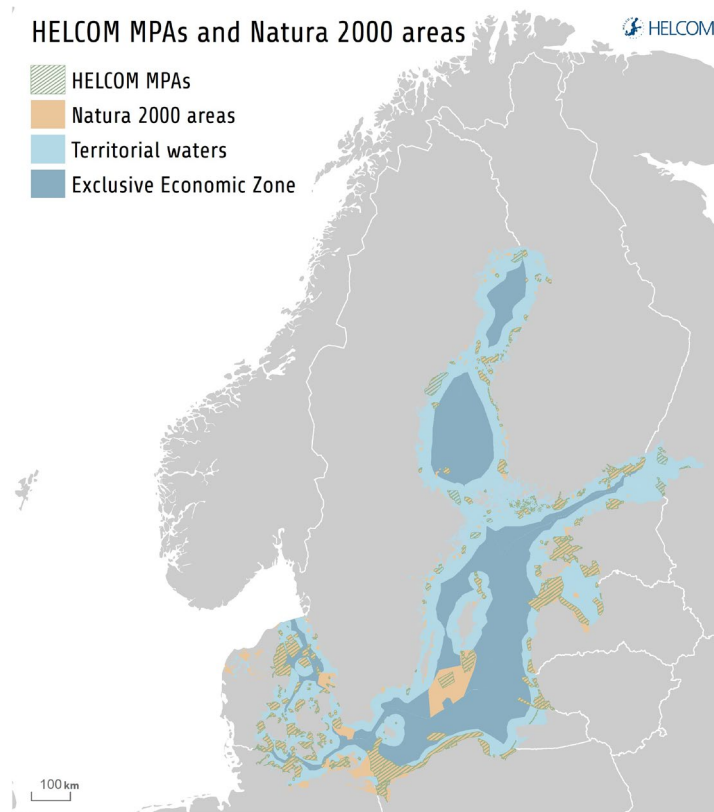 HELCOM MPAs and Natura 2000 areas
HELCOM
HELCOM MPAs
Natura 2000 areas
Territorial waters
Exclusive Economic Zone
100 km